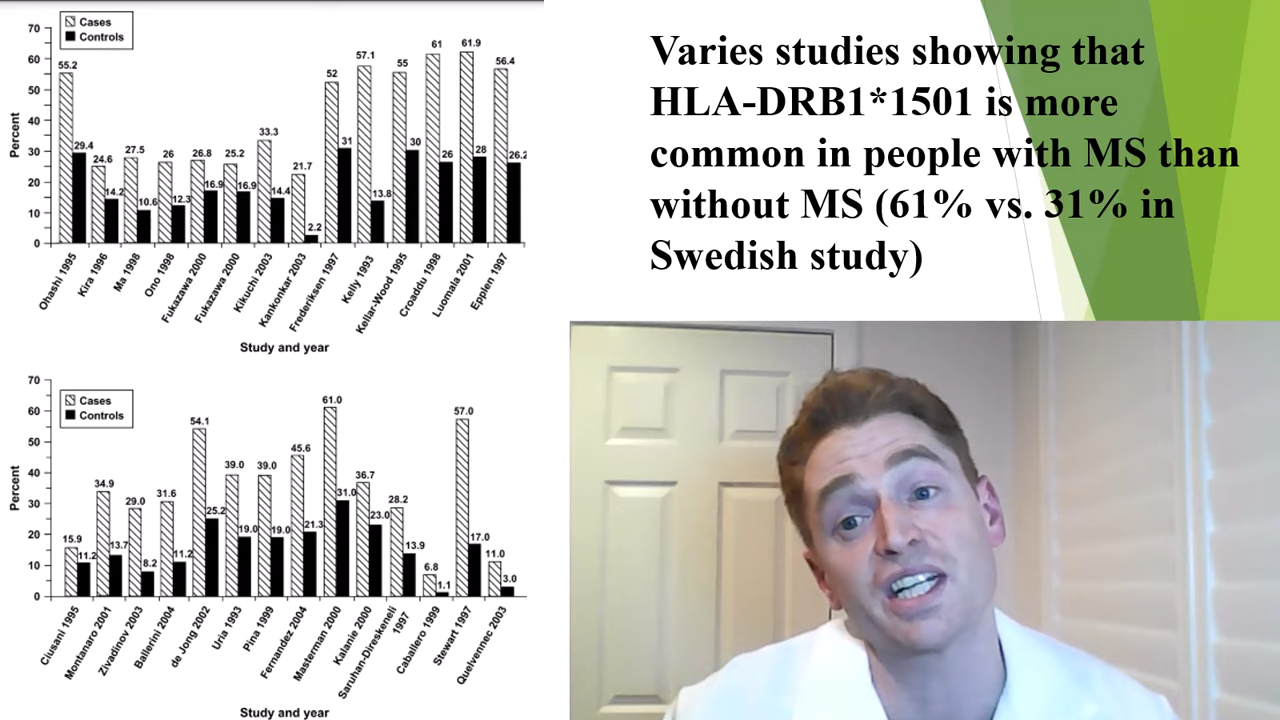 70
60
50
40
30
20
10
0
Percent
Cases
Controls
55.2
29.4
24.6
14.2
27.5
10.6
26
12.3
26.8
16.9
25.2
16.9
33.3
14.4
21.7
2.2
52
31
57.1
13.8
55
30
61
26
61.9
28
56.4
26.2
Ohashi 1995
Kira 1996
Ma 1998
Ono 1998
Fukazawa 2000
Fukazawa 2000
Kikuchi 2003
Kankonkar 2003
Frederiksen 1997
Kelly 1993
Kellar-Wood 1995
Croaddu 1998
Luomala 2001
Epplen 1997
Study and year
Varies studies showing that
HLA-DRB1*1501 is more
common in people with MS than
without MS (61% vs. 31% in
Swedish study)
70
60
50
40
30
20
10
0
Percent
Cases
Controls
15.9
11.2
34.9
13.7
29.0
8.2
31.6
11.2
54.1
25.2
39.0
19.0
39.0
19.0
45.6
21.3
61.0
31.0
36.7
23.0
28.2
13.9
6.8
1.1
57.0
17.0
11.0
3.0
Ciusani 1995
Montanaro 2001
Zivadinov 2003
Ballerini 2004
de Jong 2002
Uria 1993
Pina 1999
Fernandez 2004
Masterman 2000
Kalanie 2000
Saruhan-Direskeneli
1997
Caballero 1999
Stewart 1997
Quelvennec 2003
Study and year